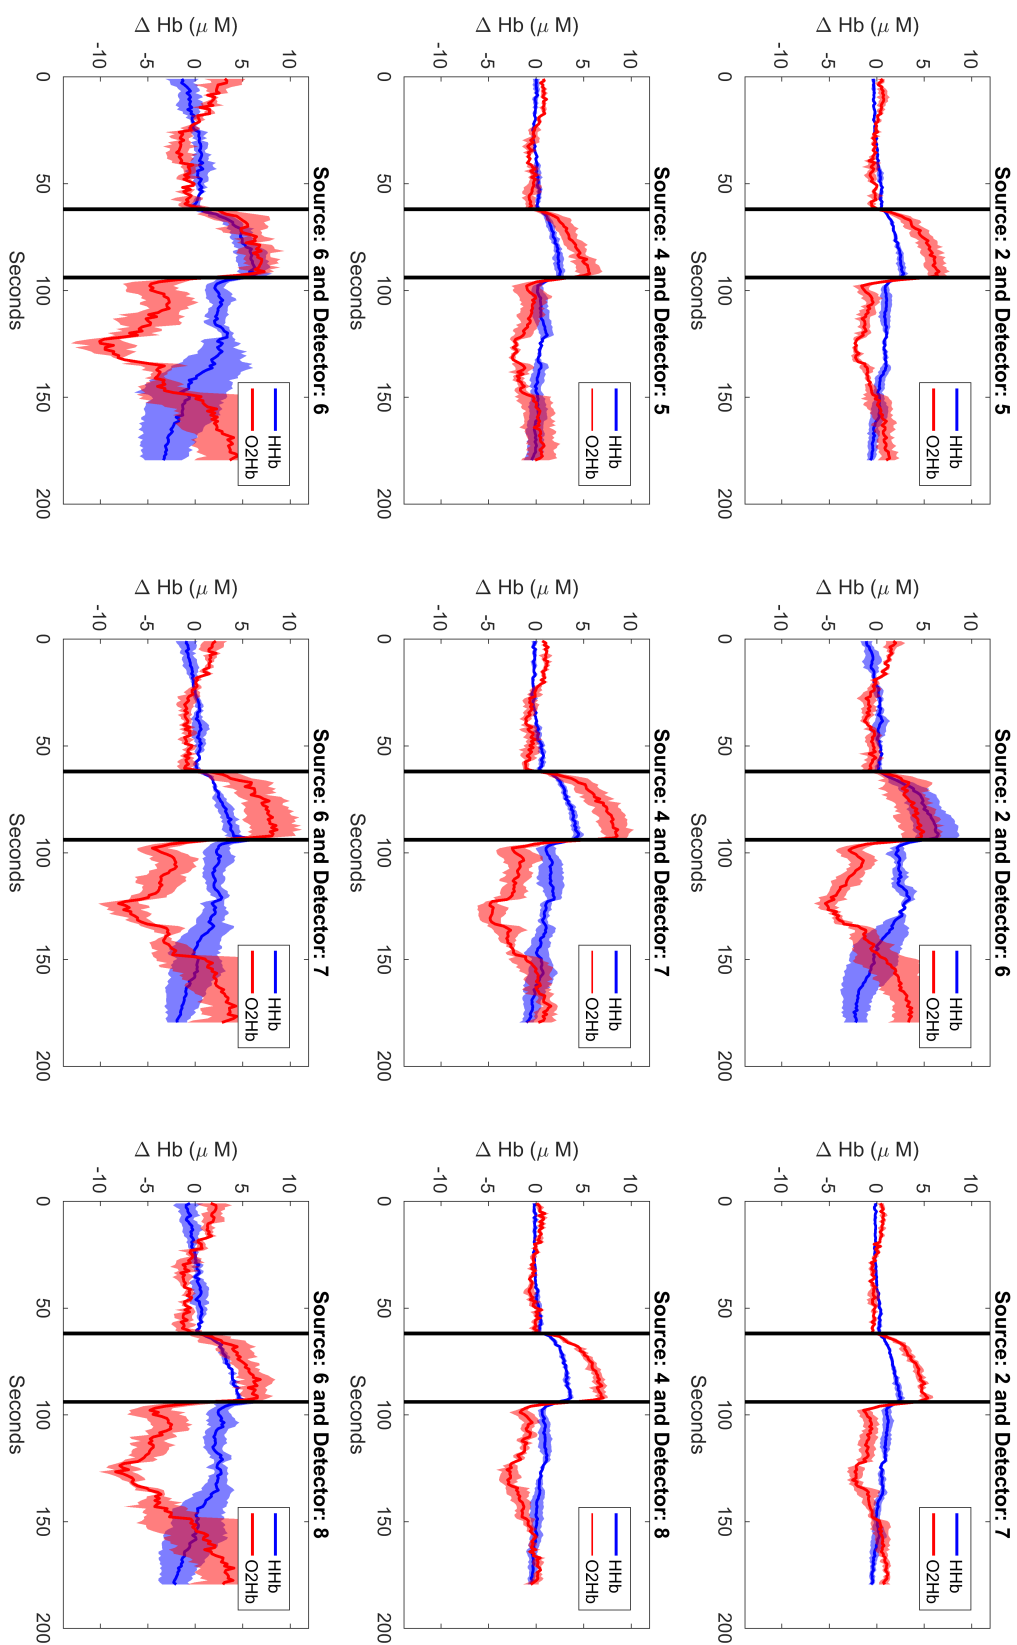 Source: 2 and Detector: 5
Δ Hb (μ M)
10
5
0
-5
-10
0
50
100
150
200
Seconds
HHb
O2Hb
Source: 2 and Detector: 6
Δ Hb (μ M)
10
5
0
-5
-10
0
50
100
150
200
Seconds
HHb
O2Hb
Source: 2 and Detector: 7
Δ Hb (μ M)
10
5
0
-5
-10
0
50
100
150
200
Seconds
HHb
O2Hb
Source: 4 and Detector: 5
Δ Hb (μ M)
10
5
0
-5
-10
0
50
100
150
200
Seconds
HHb
O2Hb
Source: 4 and Detector: 7
Δ Hb (μ M)
10
5
0
-5
-10
0
50
100
150
200
Seconds
HHb
O2Hb
Source: 4 and Detector: 8
Δ Hb (μ M)
10
5
0
-5
-10
0
50
100
150
200
Seconds
HHb
O2Hb
Source: 6 and Detector: 6
Δ Hb (μ M)
10
5
0
-5
-10
0
50
100
150
200
Seconds
HHb
O2Hb
Source: 6 and Detector: 7
Δ Hb (μ M)
10
5
0
-5
-10
0
50
100
150
200
Seconds
HHb
O2Hb
Source: 6 and Detector: 8
Δ Hb (μ M)
10
5
0
-5
-10
0
50
100
150
200
Seconds
HHb
O2Hb